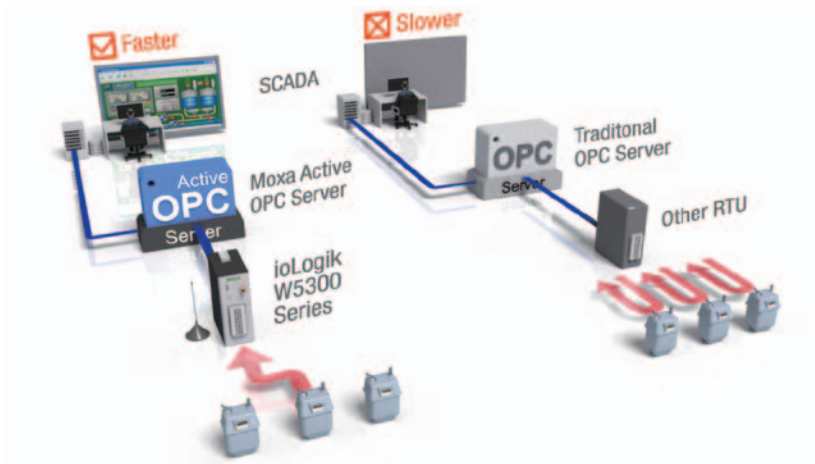 Faster
Slower
SCADA
Active
OPC
Server
Moxa Active
OPC Server
OPC
Server
Traditonal
OPC Server
ioLogik
W5300
Series
Other RTU